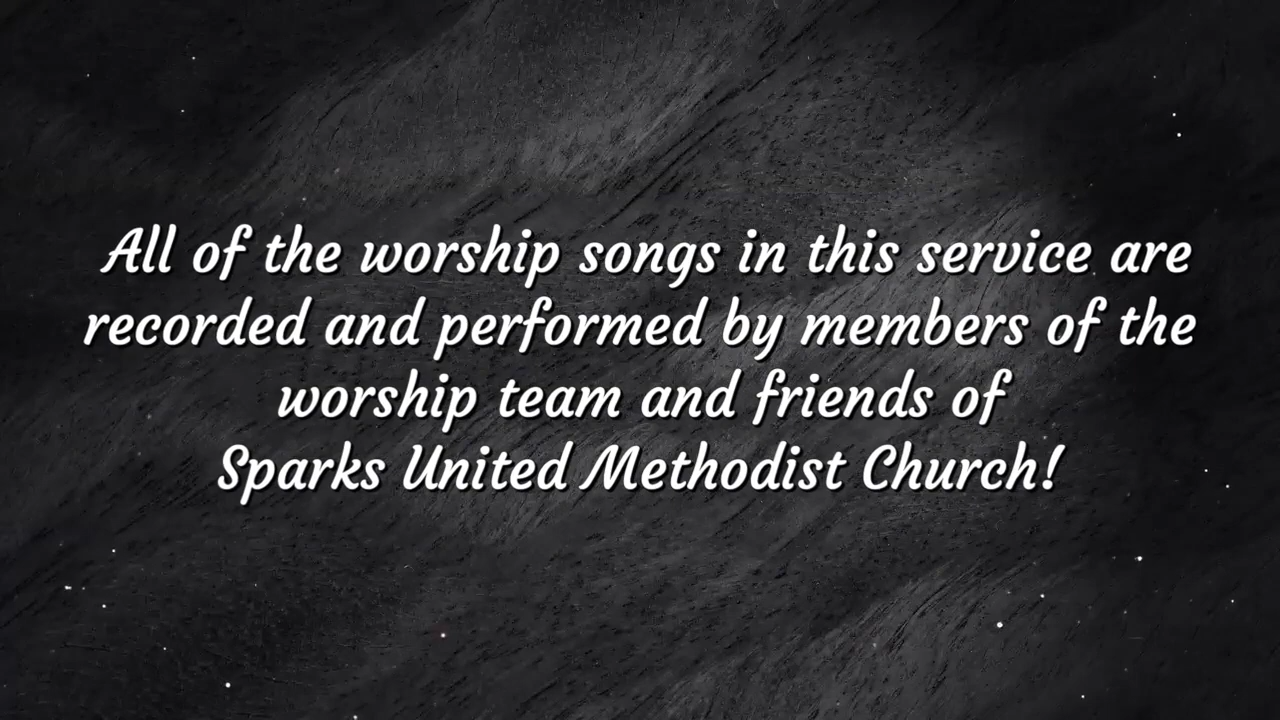 All of the worship songs in this service are
recorded and performed by members of the
worship team and friends of
Sparks United Methodist Church!